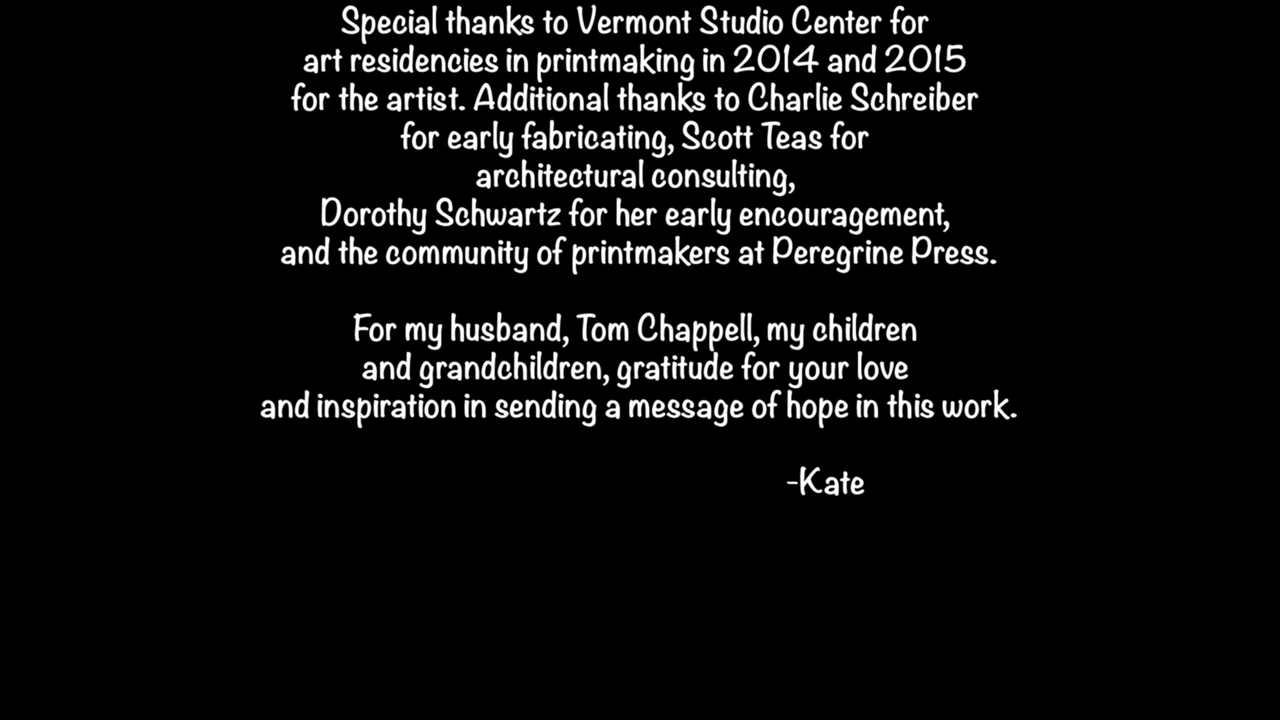 Special thanks to Vermont Studio Center for
art residencies in printmaking in 2014 and 2015
for the artist. Additional thanks to Charlie Schreiber
for early fabricating, Scott Teas for
architectural consulting,
Dorothy Schwartz for her early encouragement,
and the community of printmakers at Peregrine Press.
For my husband, Tom Chappell, my children
and grandchildren, gratitude for your love
and inspiration in sending a message of hope in this work.
-Kate